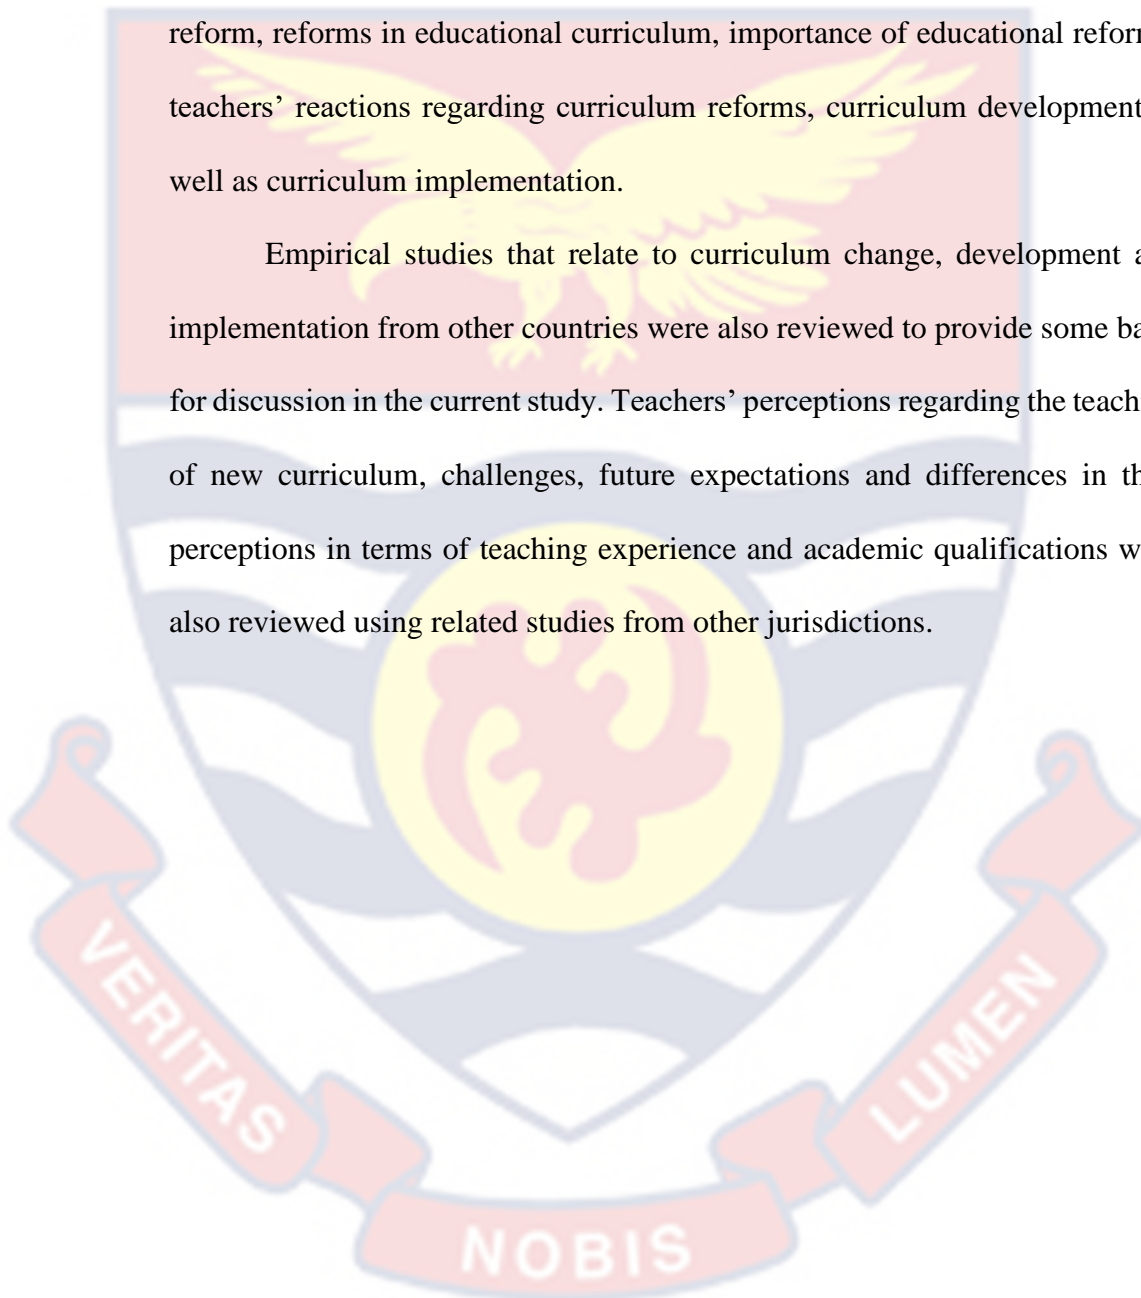 reform, reforms in educational curriculum, importance of educational reform
teachers’ reactions regarding curriculum reforms, curriculum development
well as curriculum implementation.
Empirical studies that relate to curriculum change, development a
implementation from other countries were also reviewed to provide some ba
for discussion in the current study. Teachers’ perceptions regarding the teach
of new curriculum, challenges, future expectations and differences in th
perceptions in terms of teaching experience and academic qualifications w
also reviewed using related studies from other jurisdictions.
VERITAS
NOBIS
LUMEN